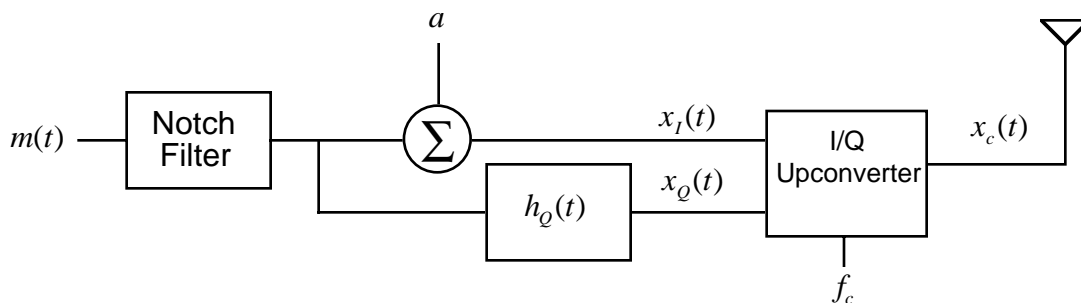 a
m(t)
Notch
Filter
Σ
x_I(t)
x_Q(t)
h_Q(t)
I/Q
Upconverter
x_c(t)
f_c